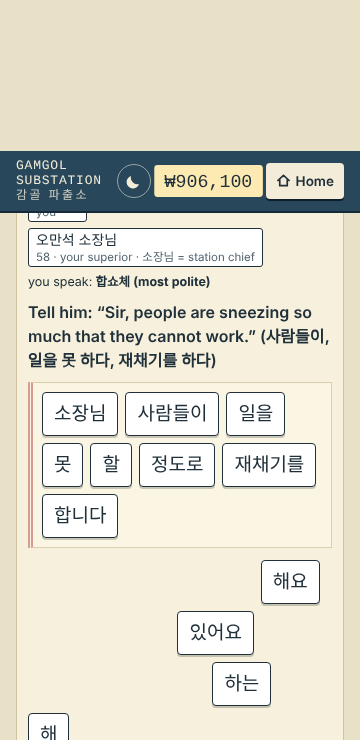 GAMGOL
SUBSTATION
감골 파출소
₩906,100
Home
you
오만석 소장님
58 · your superior · 소장님 = station chief
you speak: 합쇼체 (most polite)
Tell him: “Sir, people are sneezing so
much that they cannot work.” (사람들이,
일을 못 하다, 재채기를 하다)
소장님 사람들이 일을
못 할 정도로 재채기를
합니다
해요
있어요
하는
해